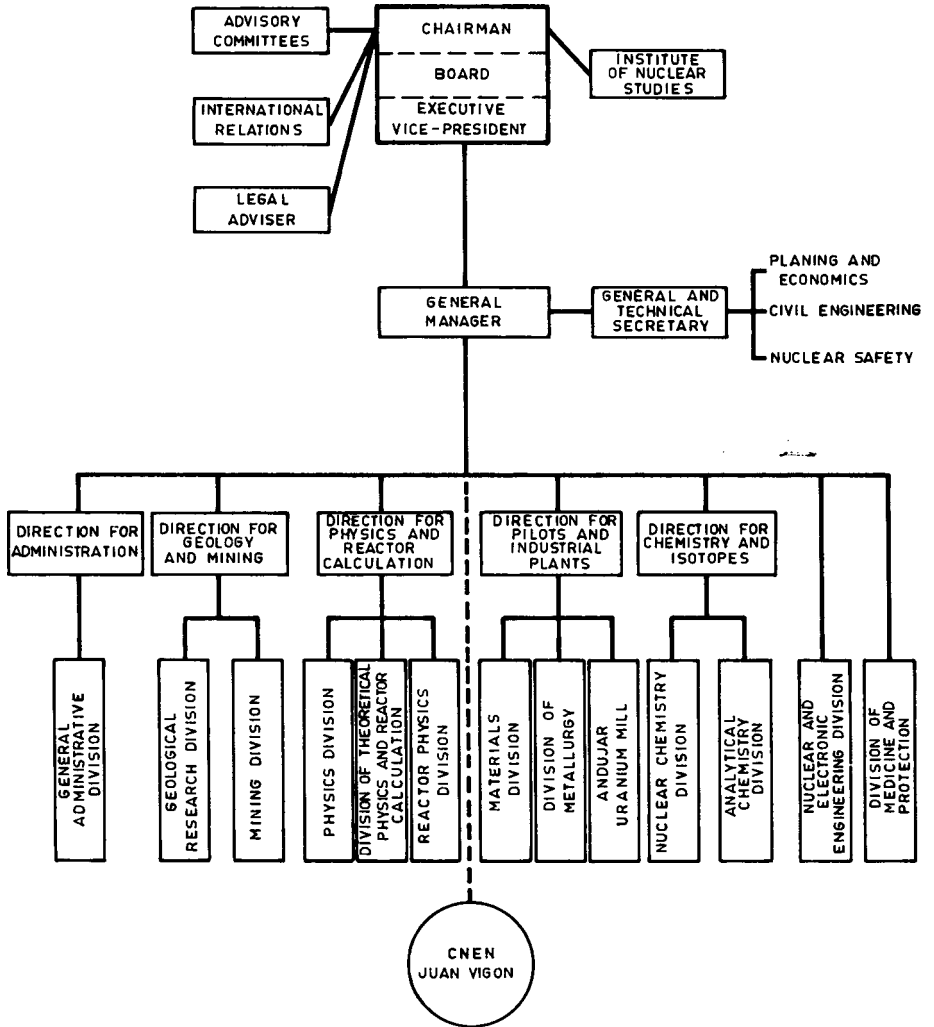 ADVISORY
COMMITTEES
CHAIRMAN
BOARD
EXECUTIVE
VICE-PRESIDENT
INSTITUTE
OF NUCLEAR
STUDIES
INTERNATIONAL
RELATIONS
LEGAL
ADVISER
GENERAL
MANAGER
GENERAL AND
TECHNICAL
SECRETARY
PLANING AND
ECONOMICS
CIVIL ENGINEERING
NUCLEAR SAFETY
DIRECTION FOR
ADMINISTRATION
DIRECTION FOR
GEOLOGY
AND MINING
DIRECTION FOR
PHYSICS AND
REACTOR
CALCULATION
DIRECTION FOR
PILOTS AND
INDUSTRIAL
PLANTS
DIRECTION FOR
CHEMISTRY AND
ISOTOPES
GENERAL
ADMINISTRATIVE
DIVISION
GEOLOGICAL
RESEARCH DIVISION
MINING DIVISION
PHYSICS DIVISION
DIVISION OF THEORETICAL
PHYSICS AND REACTOR
CALCULATION
REACTOR PHYSICS
DIVISION
MATERIALS
DIVISION
DIVISION OF
METALLURGY
ANDUJAR
URANIUM MILL
NUCLEAR CHEMISTRY
DIVISION
ANALYTICAL
CHEMISTRY
DIVISION
NUCLEAR AND
ELECTRONIC
ENGINEERING DIVISION
DIVISION OF
MEDICINE AND
PROTECTION
CNEN
JUAN VIGON